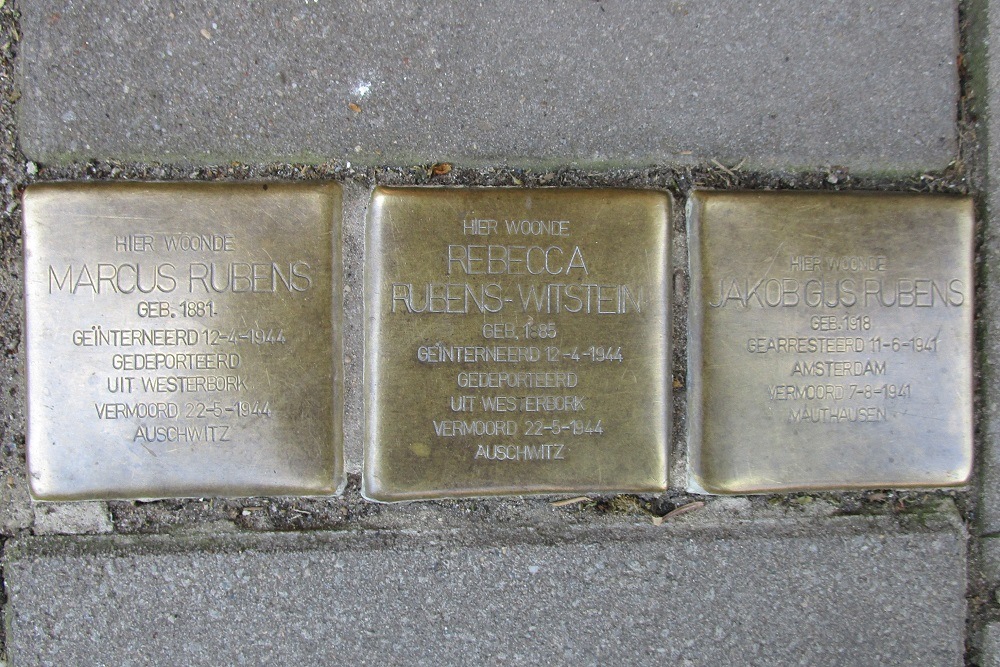 HIER WOONDE
MARCUS RUBENS
GEB. 1881
GEÏNTERNEERD 12-4-1944
GEDEPORTEERD
UIT WESTERBORK
VERMOORD 22-5-1944
AUSCHWITZ
HIER WOONDE
REBECCA
RUBENS-WITSTEIN
GEB. 1885
GEÏNTERNEERD 12-4-1944
GEDEPORTEERD
UIT WESTERBORK
VERMOORD 22-5-1944
AUSCHWITZ
HIER WOONDE
JAKOB GIJS RUBENS
GEB. 1918
GEARRESTEERD 11-6-1941
AMSTERDAM
VERMOORD 7-8-1941
MAUTHAUSEN